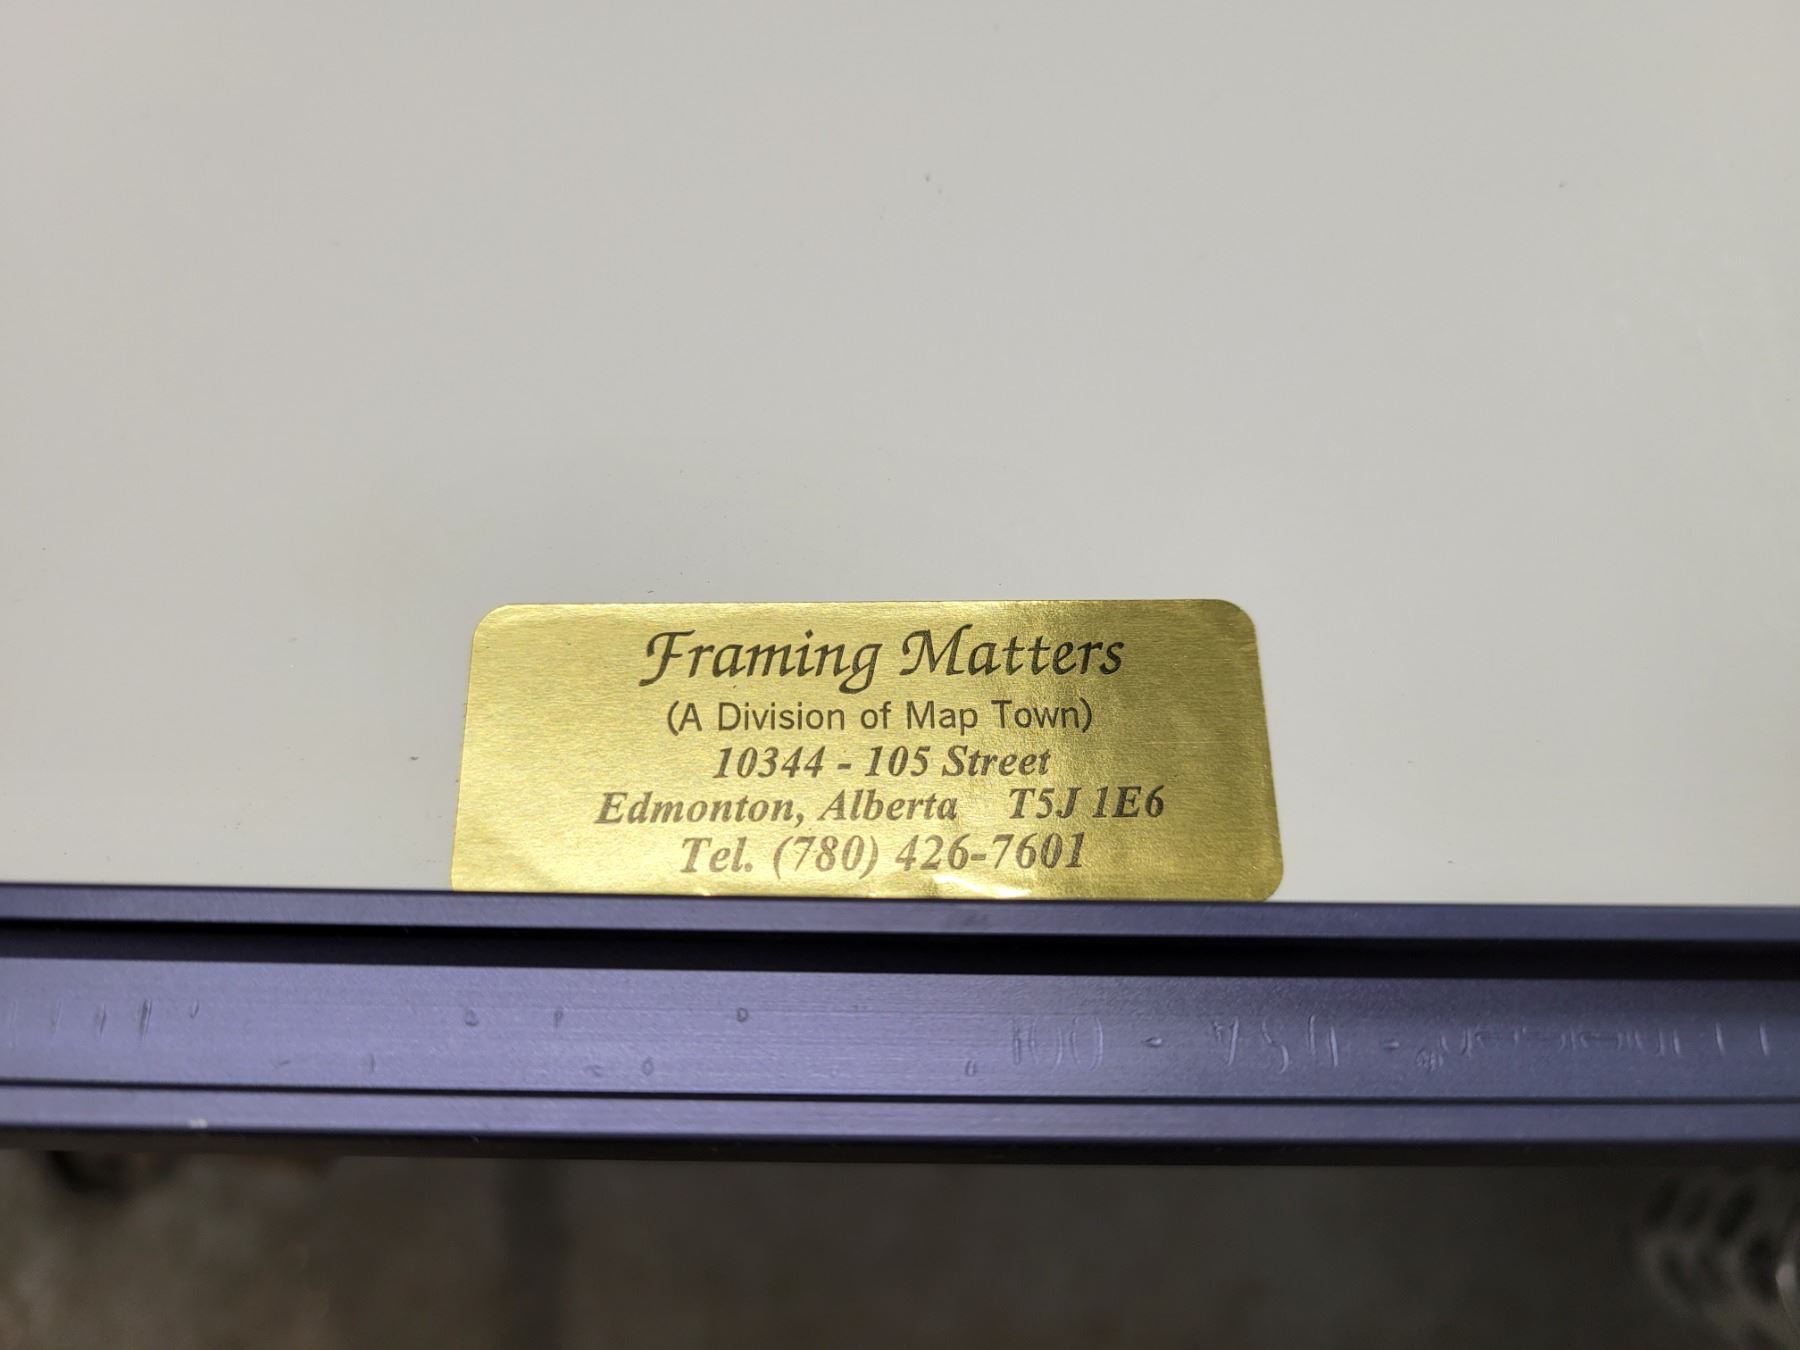 Framing Matters
(A Division of Map Town)
10344 - 105 Street
Edmonton, Alberta T5J 1E6
Tel. (780) 426-7601